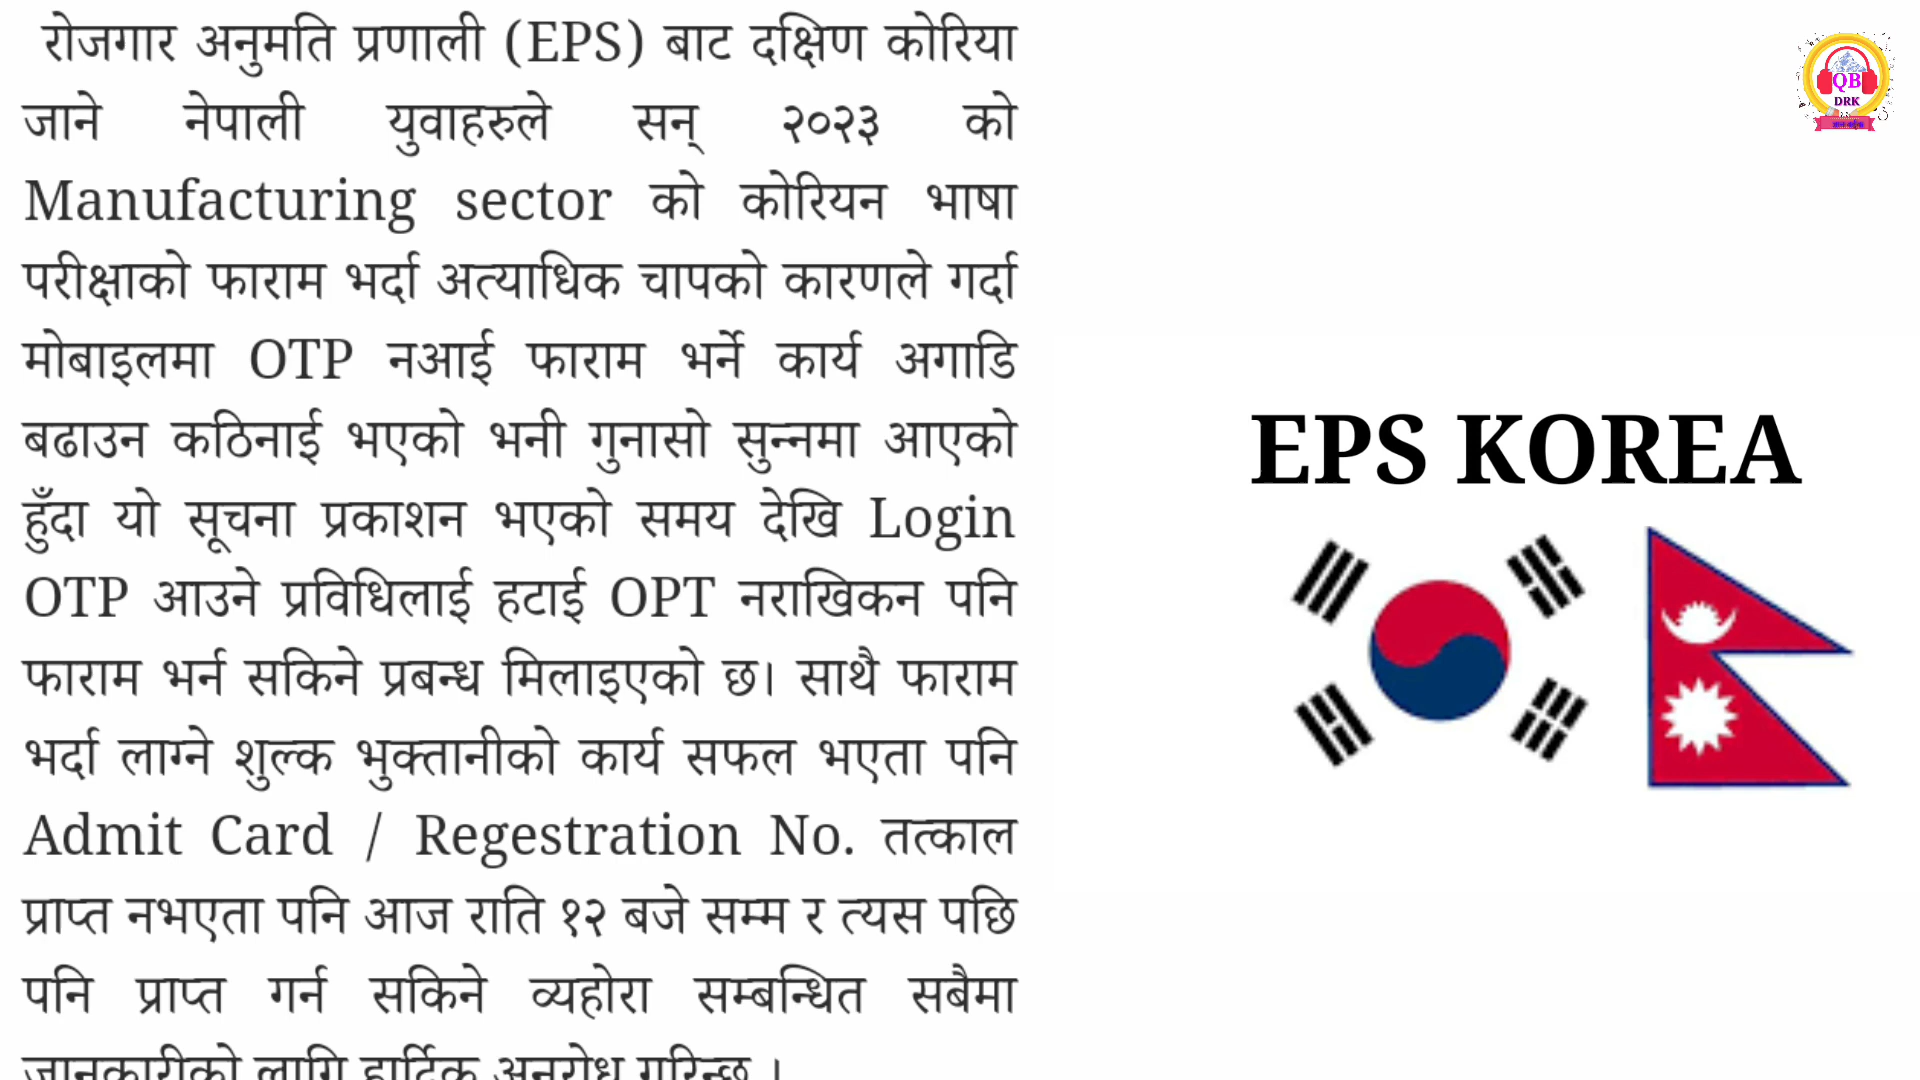 रोजगार अनुमति प्रणाली (EPS) बाट दक्षिण कोरिया
जाने नेपाली युवाहरुले सन् २०२३ को
Manufacturing sector को कोरियन भाषा
परीक्षाको फाराम भर्दा अत्याधिक चापको कारणले गर्दा
मोबाइलमा OTP नआई फाराम भर्ने कार्य अगाडि
बढाउन कठिनाई भएको भनी गुनासो सुन्नमा आएको
हुँदा यो सूचना प्रकाशन भएको समय देखि Login
OTP आउने प्रविधिलाई हटाई OPT नराखिकन पनि
फाराम भर्न सकिने प्रबन्ध मिलाइएको छ। साथै फाराम
भर्दा लाग्ने शुल्क भुक्तानीको कार्य सफल भएता पनि
Admit Card / Regestration No. तत्काल
प्राप्त नभएता पनि आज राति १२ बजे सम्म र त्यस पछि
पनि प्राप्त गर्न सकिने व्यहोरा सम्बन्धित सबैमा
जानकारीको लागि हार्दिक अनुरोध गरिन्छ ।
EPS KOREA
QB
DRK